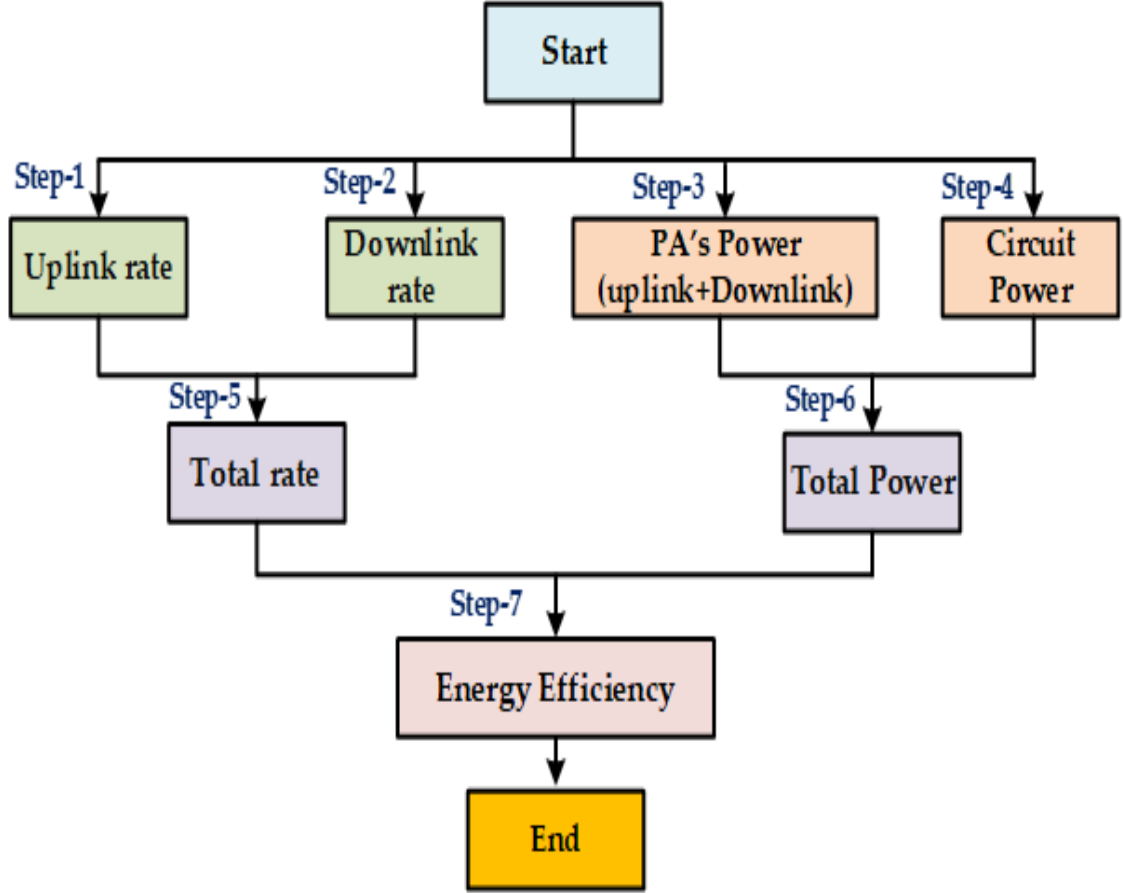 Start
Step-1
Step-2
Step-3
Step-4
Uplink rate
Downlink
rate
PA's Power
(uplink+Downlink)
Circuit
Power
Step-5
Step-6
Total rate
Total Power
Step-7
Energy Efficiency
End